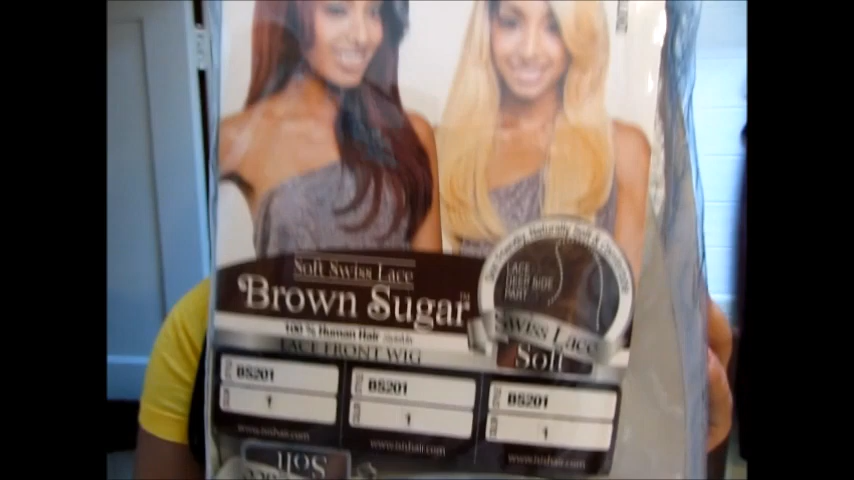 Soft Swiss Lace
Brown Sugar
100 % Human Hair
LACE FRONT WIG
LACE
DEEP SIDE
PART
Swiss Lace
Soft
BS201
1
www.isishair.com
BS201
1
www.isishair.com
BS201
1
www.isishair.com
Soft